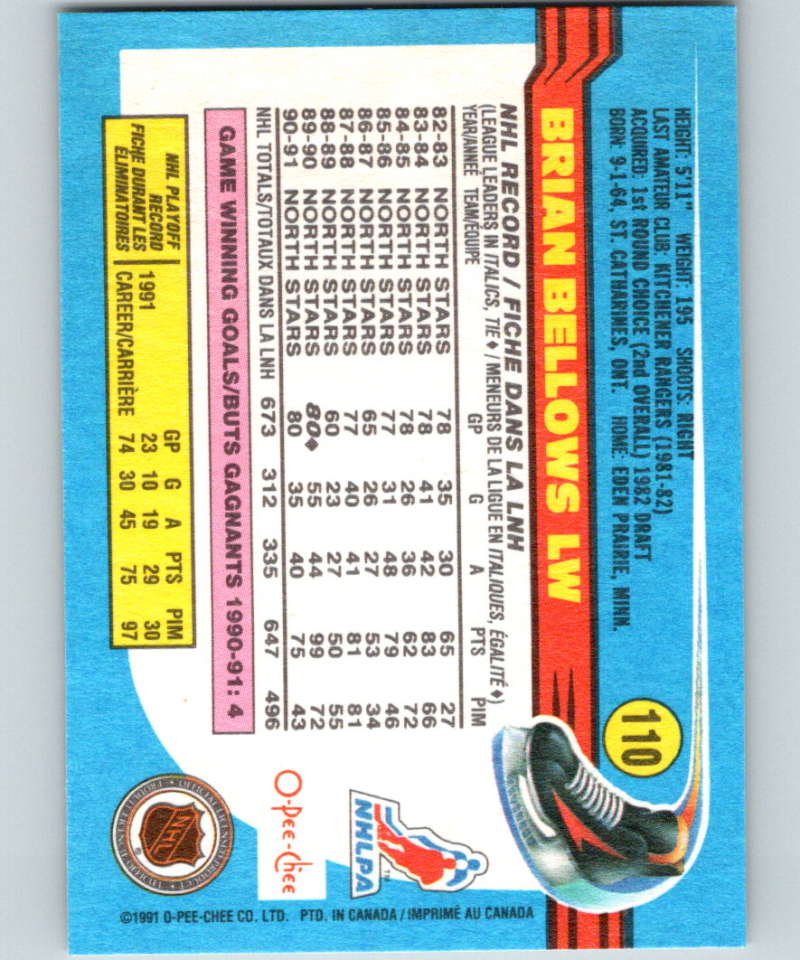 HEIGHT: 5'11" WEIGHT: 195 SHOOTS: RIGHT
LAST AMATEUR CLUB: KITCHENER RANGERS (1981-82)
ACQUIRED: 1st ROUND CHOICE (2nd OVERALL) 1982 DRAFT
BORN: 9-1-64, ST. CATHARINES, ONT. HOME: EDEN PRAIRIE, MINN.
110
BRIAN BELLOWS LW
NHL RECORD / FICHE DANS LA LNH
(LEAGUE LEADERS IN ITALICS, TIE ♦ / MENEURS DE LA LIGUE EN ITALIQUES, ÉGALITÉ ♦)
YEAR/ANNÉE TEAM/ÉQUIPE GP G A PTS PIM
82-83 NORTH STARS 78 35 30 65 27
83-84 NORTH STARS 78 41 42 83 66
84-85 NORTH STARS 78 26 36 62 72
85-86 NORTH STARS 77 31 48 79 46
86-87 NORTH STARS 65 26 27 53 34
87-88 NORTH STARS 77 40 41 81 81
88-89 NORTH STARS 60 23 27 50 55
89-90 NORTH STARS 80♦ 55 44 99 72
90-91 NORTH STARS 80 35 40 75 43
NHL TOTALS/TOTAUX DANS LA LNH 673 312 335 647 496
GAME WINNING GOALS/BUTS GAGNANTS 1990-91: 4
NHL PLAYOFF
RECORD
FICHE DURANT LES
ÉLIMINATOIRES
GP G A PTS PIM
1991 23 10 19 29 30
CAREER/CARRIÈRE 74 30 45 75 97
NHLPA
TM
O-Pee-Chee
NHL
®
©1991 O-PEE-CHEE CO. LTD. PTD. IN CANADA / IMPRIMÉ AU CANADA